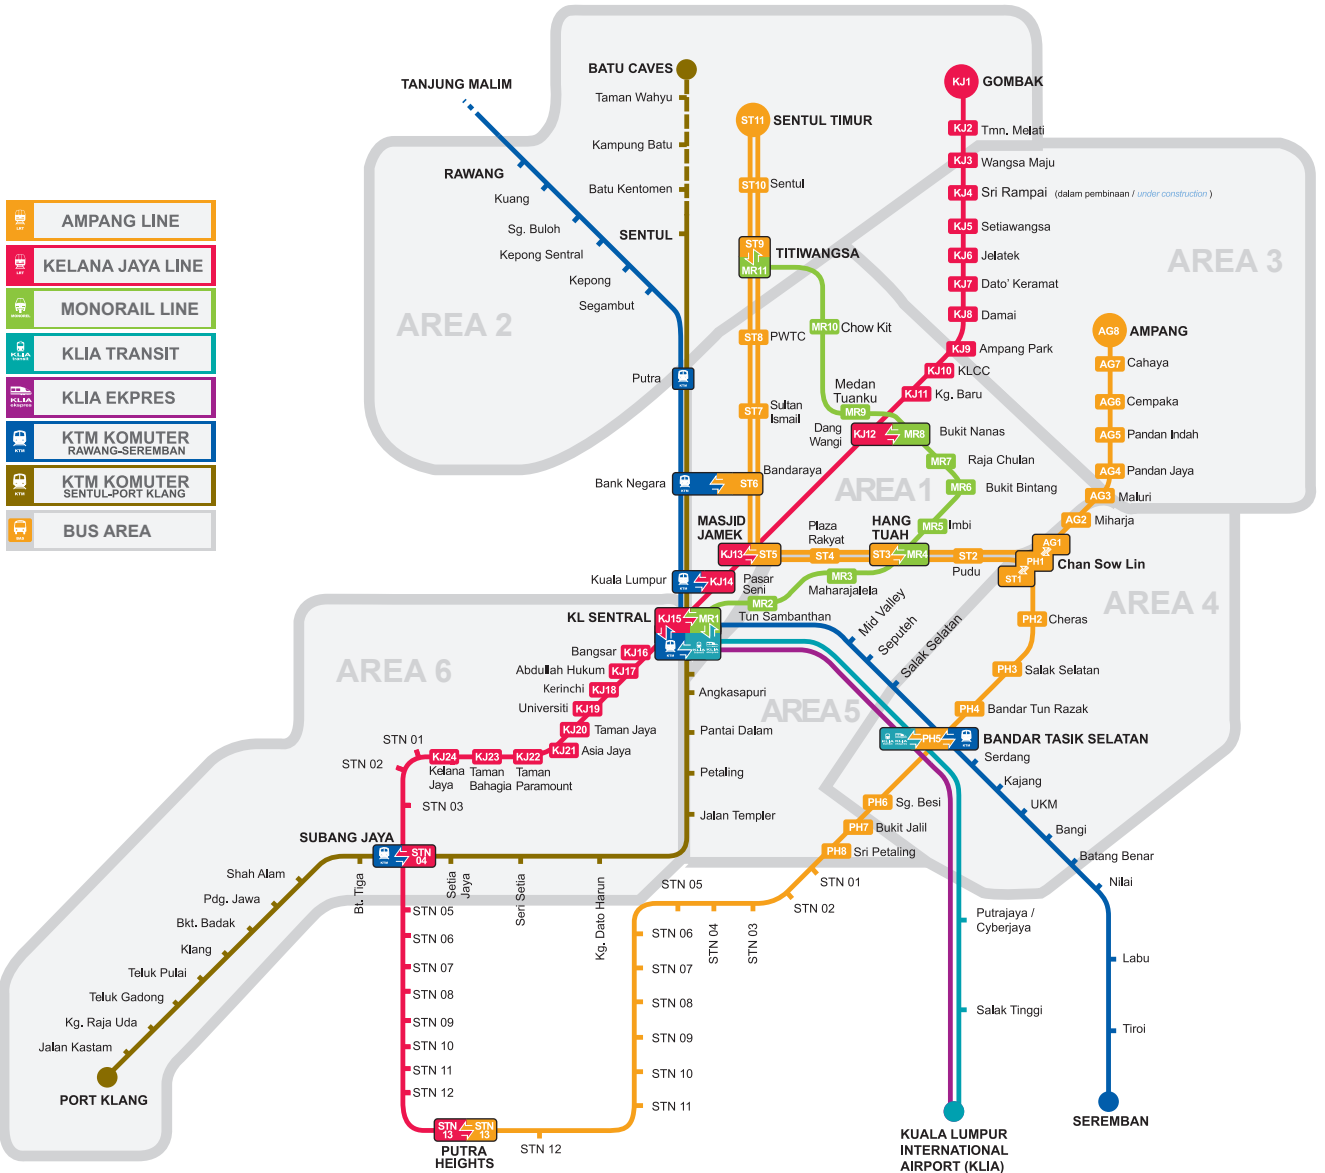 BATU CAVES
TANJUNG MALIM
Taman Wahyu
Kampung Batu
RAWANG
Batu Kentomen
Kuang
Sg. Buloh
SENTUL
Kepong Sentral
Kepong
Segambut
Putra
Bank Negara
Kuala Lumpur
KL SENTRAL
KJ1
GOMBAK
KJ2
Tmn. Melati
KJ3
Wangsa Maju
KJ4
Sri Rampai (dalam pembinaan / under construction )
KJ5
Setiawangsa
KJ6
Jelatek
KJ7
Dato' Keramat
KJ8
Damai
KJ9
Ampang Park
KJ10
KLCC
KJ11
Kg. Baru
ST11
SENTUL TIMUR
ST10
Sentul
ST9
MR11
TITIWANGSA
ST8
PWTC
MR10
Chow Kit
ST7
Sultan
Ismail
Medan
Tuanku
MR9
Dang
Wangi
KJ12
MR8
Bukit Nanas
MR7
Raja Chulan
MR6
Bukit Bintang
MR5
Imbi
Bandaraya
KTM
ST6
AG8
AMPANG
AG7
Cahaya
AG6
Cempaka
AG5
Pandan Indah
AG4
Pandan Jaya
AG3
Maluri
AG2
Miharja
AG1
PH1
ST1
Chan Sow Lin
MASJID
JAMEK
KJ13
ST5
Plaza
Rakyat
ST4
HANG
TUAH
ST3
MR4
ST2
Pudu
KTM
KJ14
Pasar
Seni
MR3
Maharajalela
MR2
Tun Sambanthan
KJ15
MR1
KTM
Mid Valley
Seputeh
Salak Selatan
PH2
Cheras
PH3
Salak Selatan
PH4
Bandar Tun Razak
PH5
KTM
BANDAR TASIK SELATAN
Serdang
Kajang
UKM
Bangi
Batang Benar
Nilai
Labu
Tiroi
SEREMBAN
PH6
Sg. Besi
PH7
Bukit Jalil
PH8
Sri Petaling
STN 01
STN 02
STN 03
STN 04
STN 05
STN 06
STN 07
STN 08
STN 09
STN 10
STN 11
STN 12
Putrajaya /
Cyberjaya
Salak Tinggi
KUALA LUMPUR
INTERNATIONAL
AIRPORT (KLIA)
AREA 1
AREA 2
AREA 3
AREA 4
AREA 5
AREA 6
Bangsar
KJ16
Abdullah Hukum
KJ17
Kerinchi
KJ18
Universiti
KJ19
KJ20
Taman Jaya
KJ21
Asia Jaya
KJ22
Taman
Paramount
KJ23
Taman
Bahagia
KJ24
Kelana
Jaya
STN 01
STN 02
STN 03
SUBANG JAYA
KTM
STN
04
STN 05
STN 06
STN 07
STN 08
STN 09
STN 10
STN 11
STN 12
STN
13
STN
13
PUTRA
HEIGHTS
Angkasapuri
Pantai Dalam
Petaling
Jalan Templer
Kg. Dato Harun
Seri Setia
Setia
Jaya
Bt. Tiga
Shah Alam
Pdg. Jawa
Bkt. Badak
Klang
Teluk Pulai
Teluk Gadong
Kg. Raja Uda
Jalan Kastam
PORT KLANG
AMPANG LINE
KELANA JAYA LINE
MONORAIL LINE
KLIA TRANSIT
KLIA
ekspres
KLIA EKPRES
KTM
KTM KOMUTER
RAWANG-SEREMBAN
KTM
KTM KOMUTER
SENTUL-PORT KLANG
BUS AREA